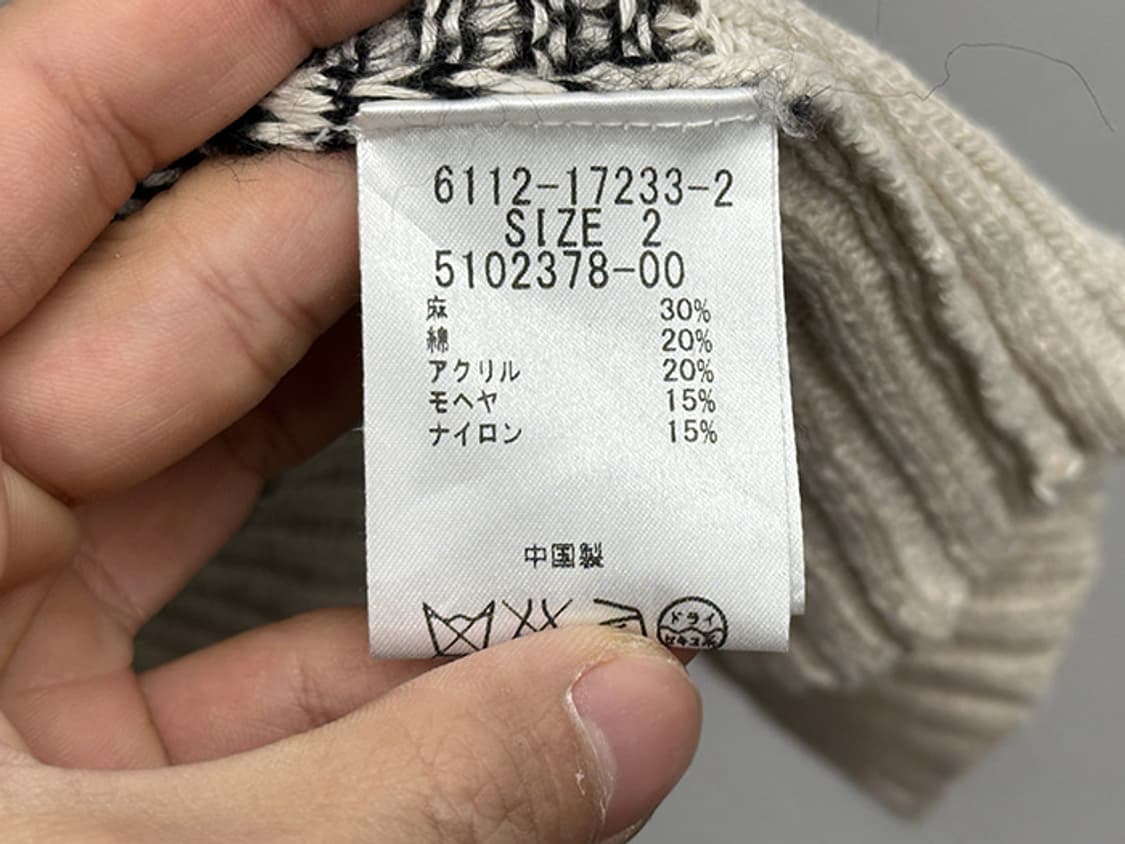 6112-17233-2
SIZE 2
5102378-00
麻 30%
綿 20%
アクリル 20%
モヘヤ 15%
ナイロン 15%
中国製
ドライ